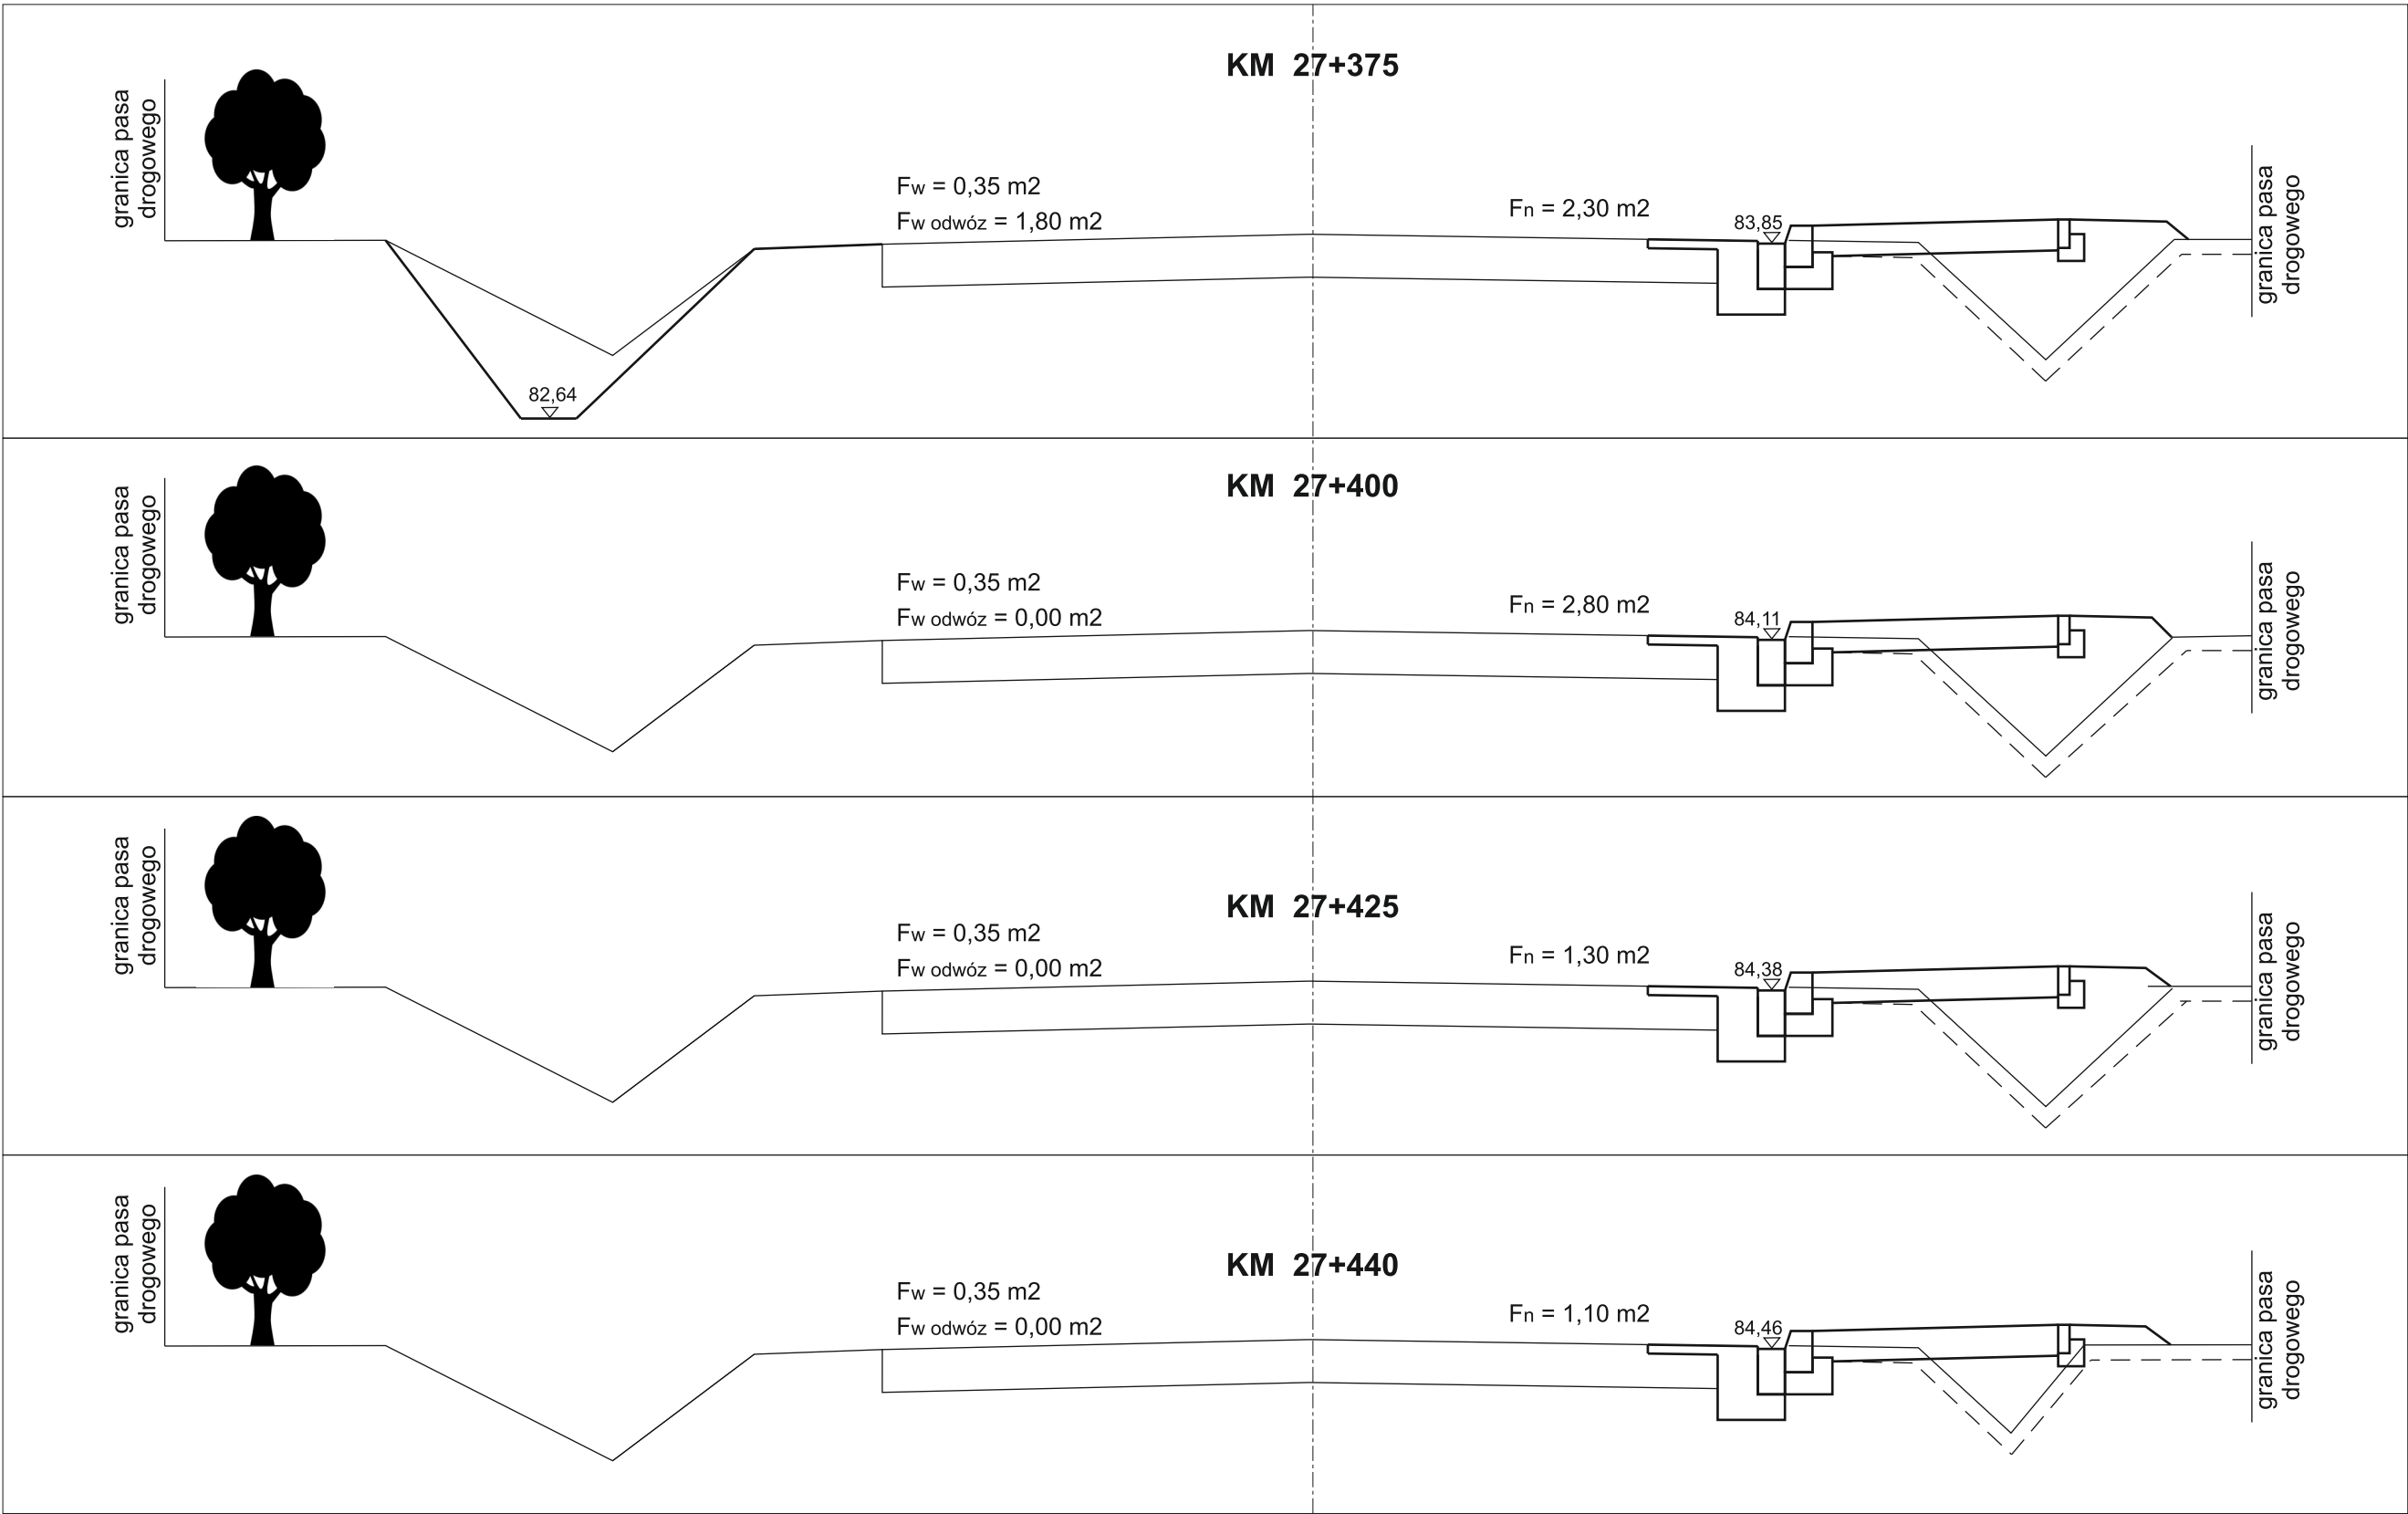 KM 27+375
granica pasa
drogowego
Fw = 0,35 m2
Fw odwóz = 1,80 m2
Fn = 2,30 m2
83,85
granica pasa
drogowego
82,64
KM 27+400
granica pasa
drogowego
Fw = 0,35 m2
Fw odwóz = 0,00 m2
Fn = 2,80 m2
84,11
granica pasa
drogowego
KM 27+425
granica pasa
drogowego
Fw = 0,35 m2
Fw odwóz = 0,00 m2
Fn = 1,30 m2
84,38
granica pasa
drogowego
KM 27+440
granica pasa
drogowego
Fw = 0,35 m2
Fw odwóz = 0,00 m2
Fn = 1,10 m2
84,46
granica pasa
drogowego